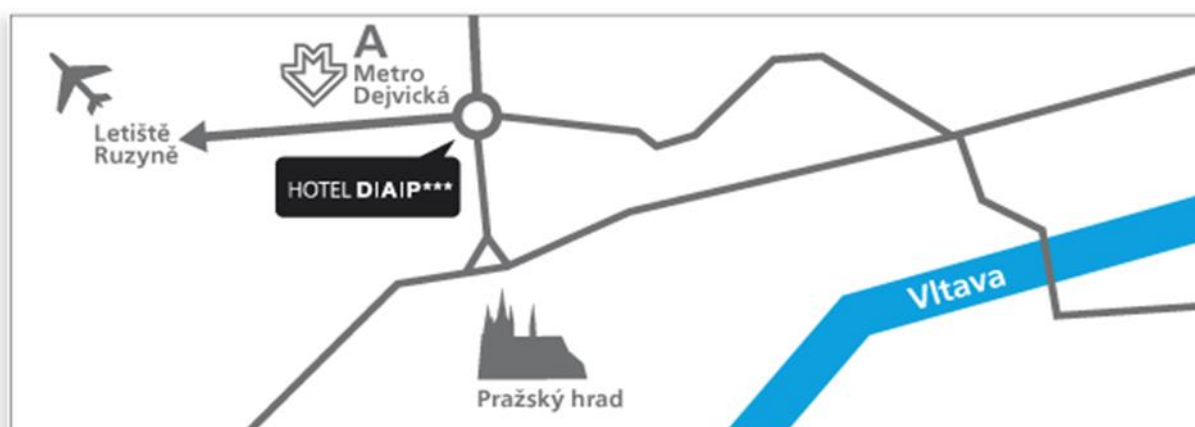 A
Metro
Dejvická
Letiště
Ruzyně
HOTEL DIAIP***
Vltava
Pražský hrad